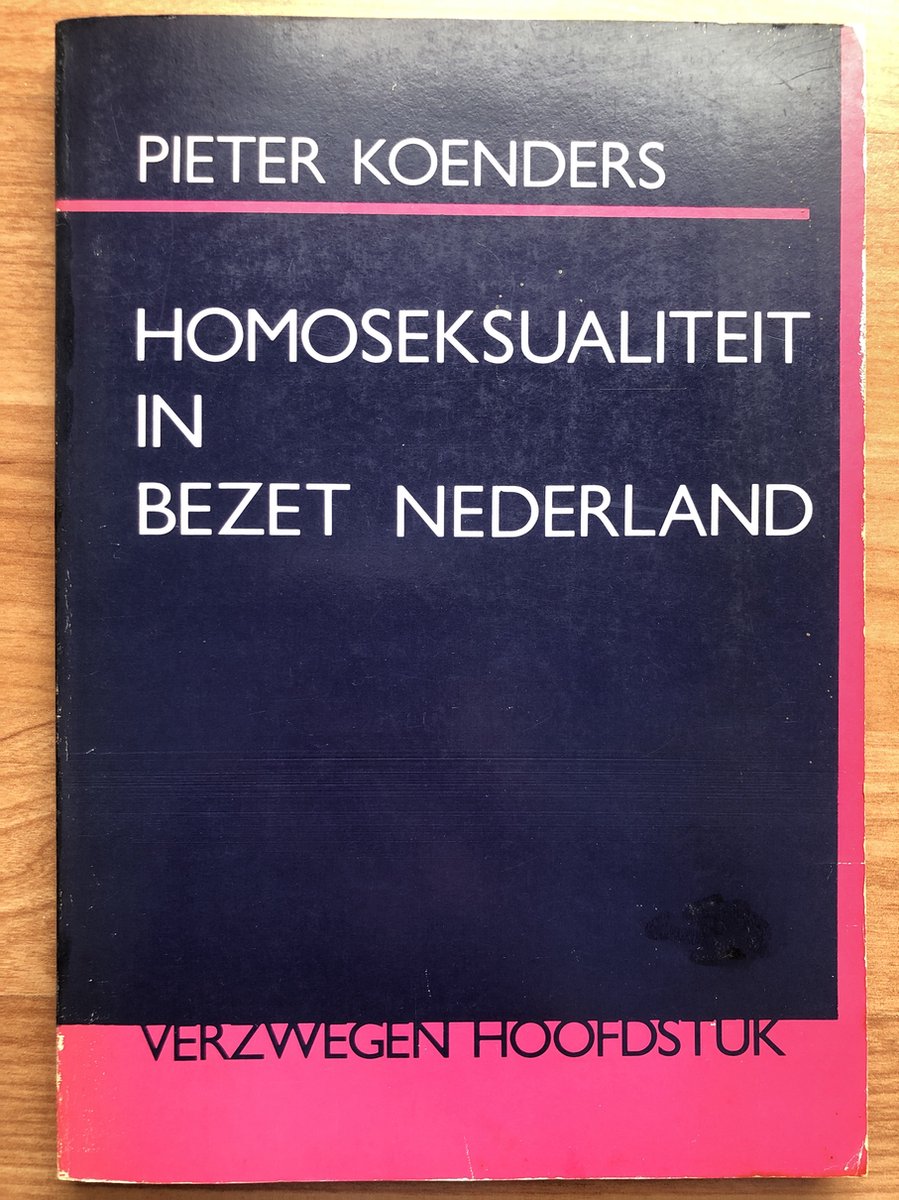 PIETER KOENDERS
HOMOSEKSUALITEIT
IN
BEZET NEDERLAND
VERZWEGEN HOOFDSTUK